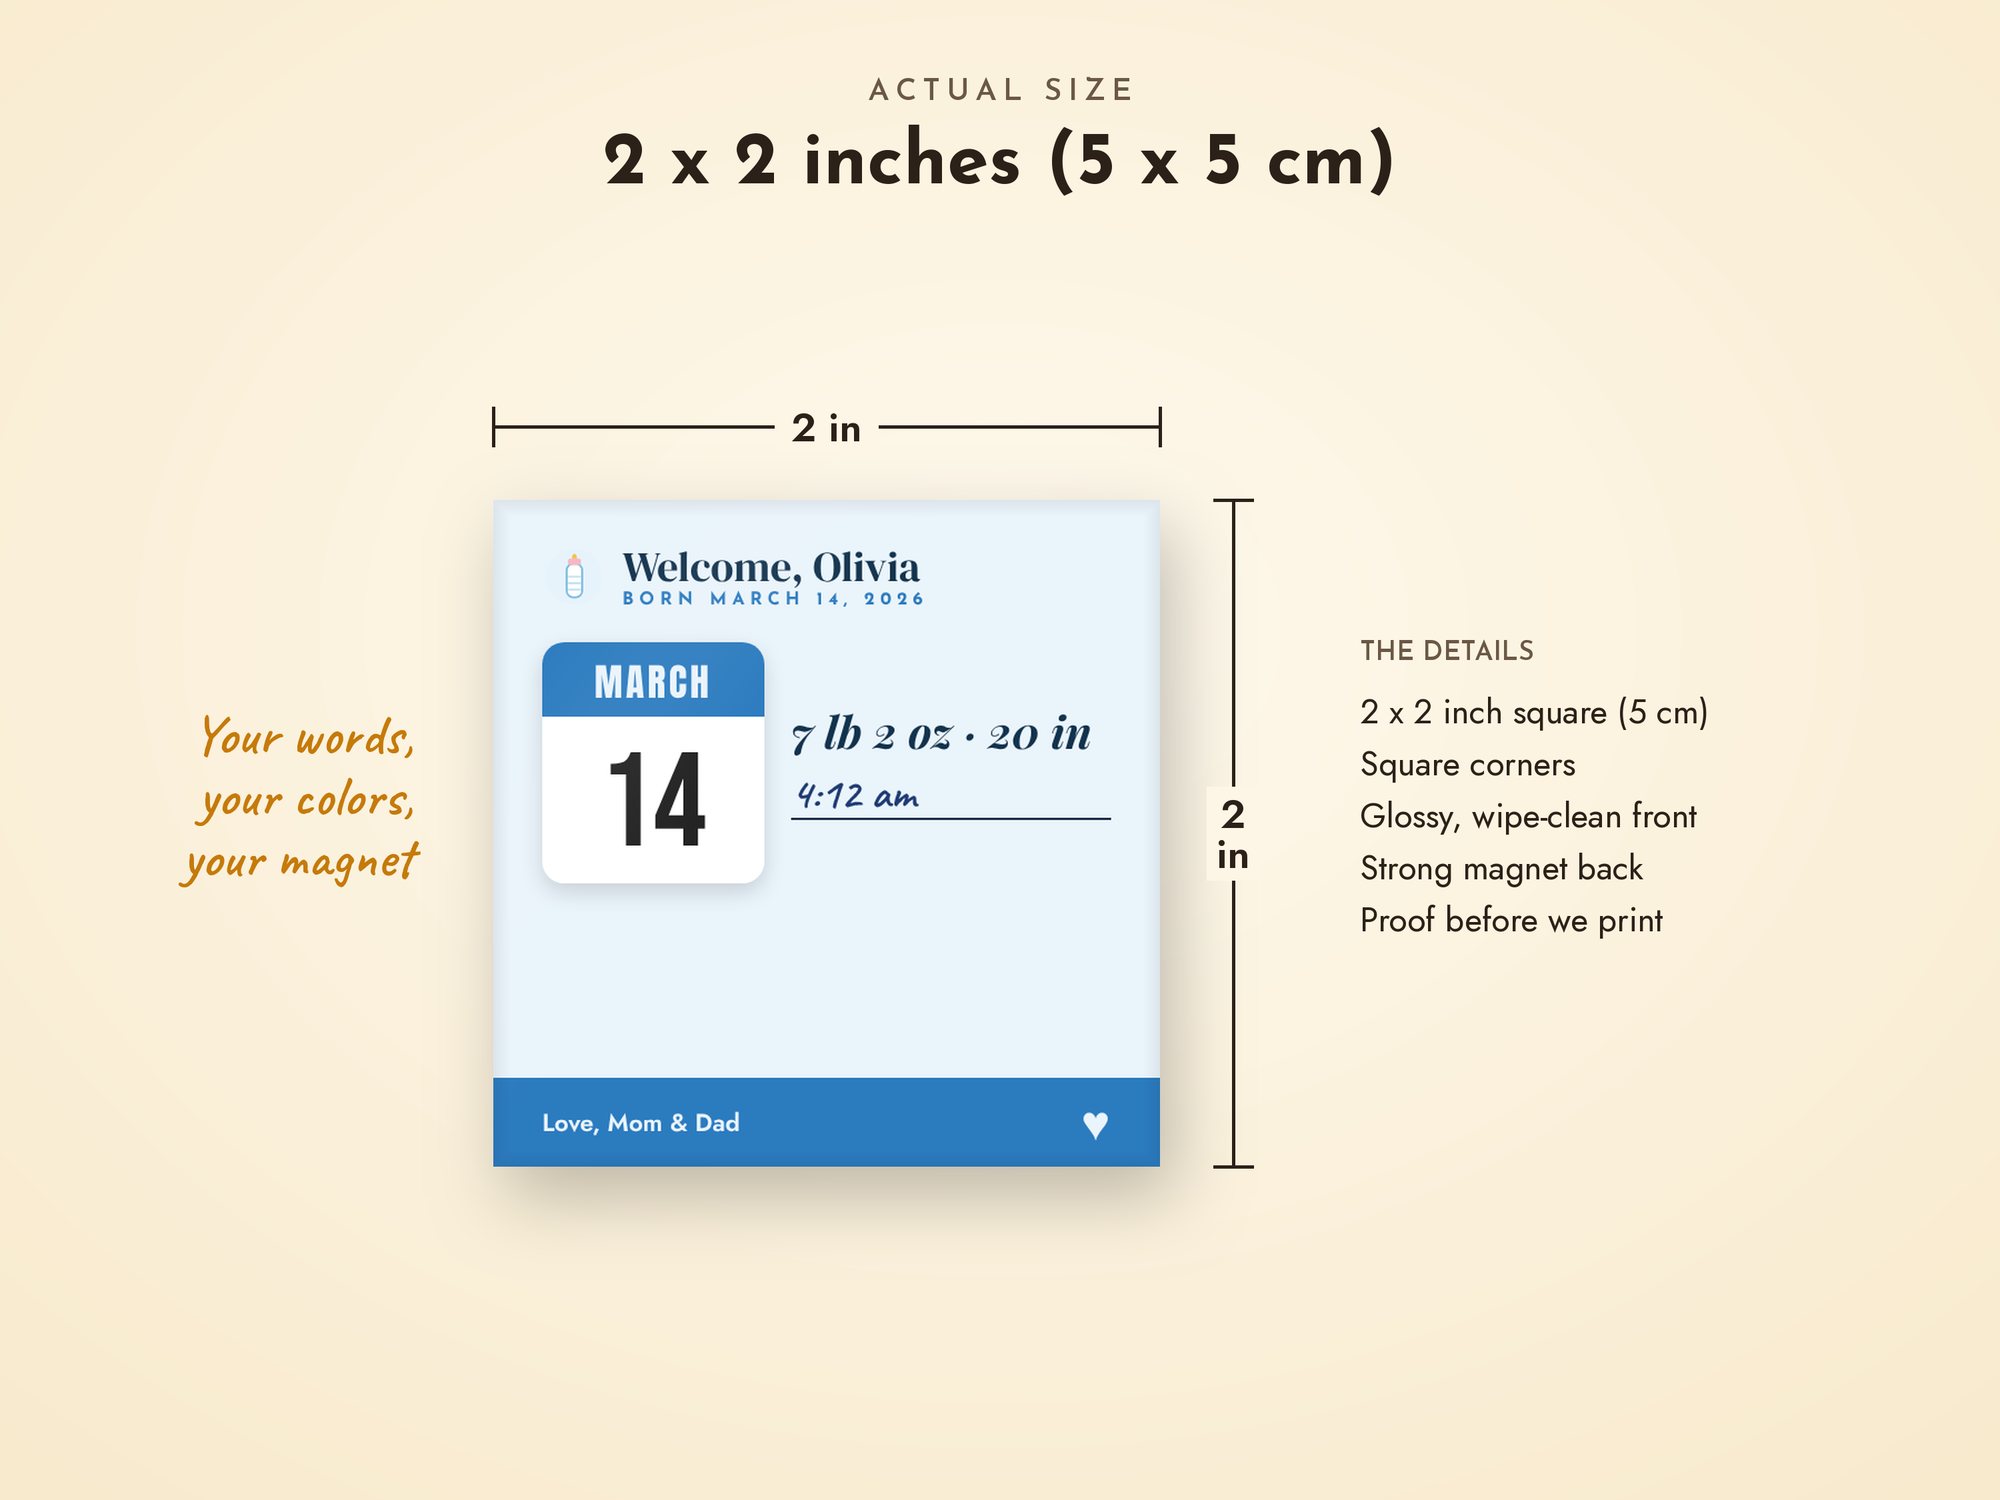 ACTUAL SIZE
2 x 2 inches (5 x 5 cm)
2 in
Welcome, Olivia
BORN MARCH 14, 2026
MARCH
14
7 lb 2 oz · 20 in
4:12 am
Love, Mom & Dad ♥
2
in
Your words,
your colors,
your magnet
THE DETAILS
2 x 2 inch square (5 cm)
Square corners
Glossy, wipe-clean front
Strong magnet back
Proof before we print